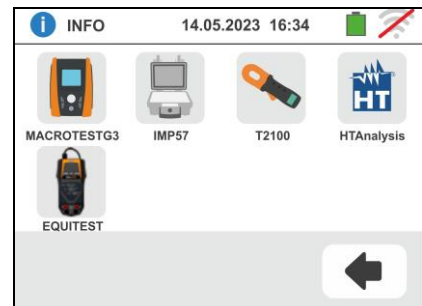 i INFO 14.05.2023 16:34
MACROTESTG3 IMP57 T2100 HTAnalysis
HT
EQUITEST